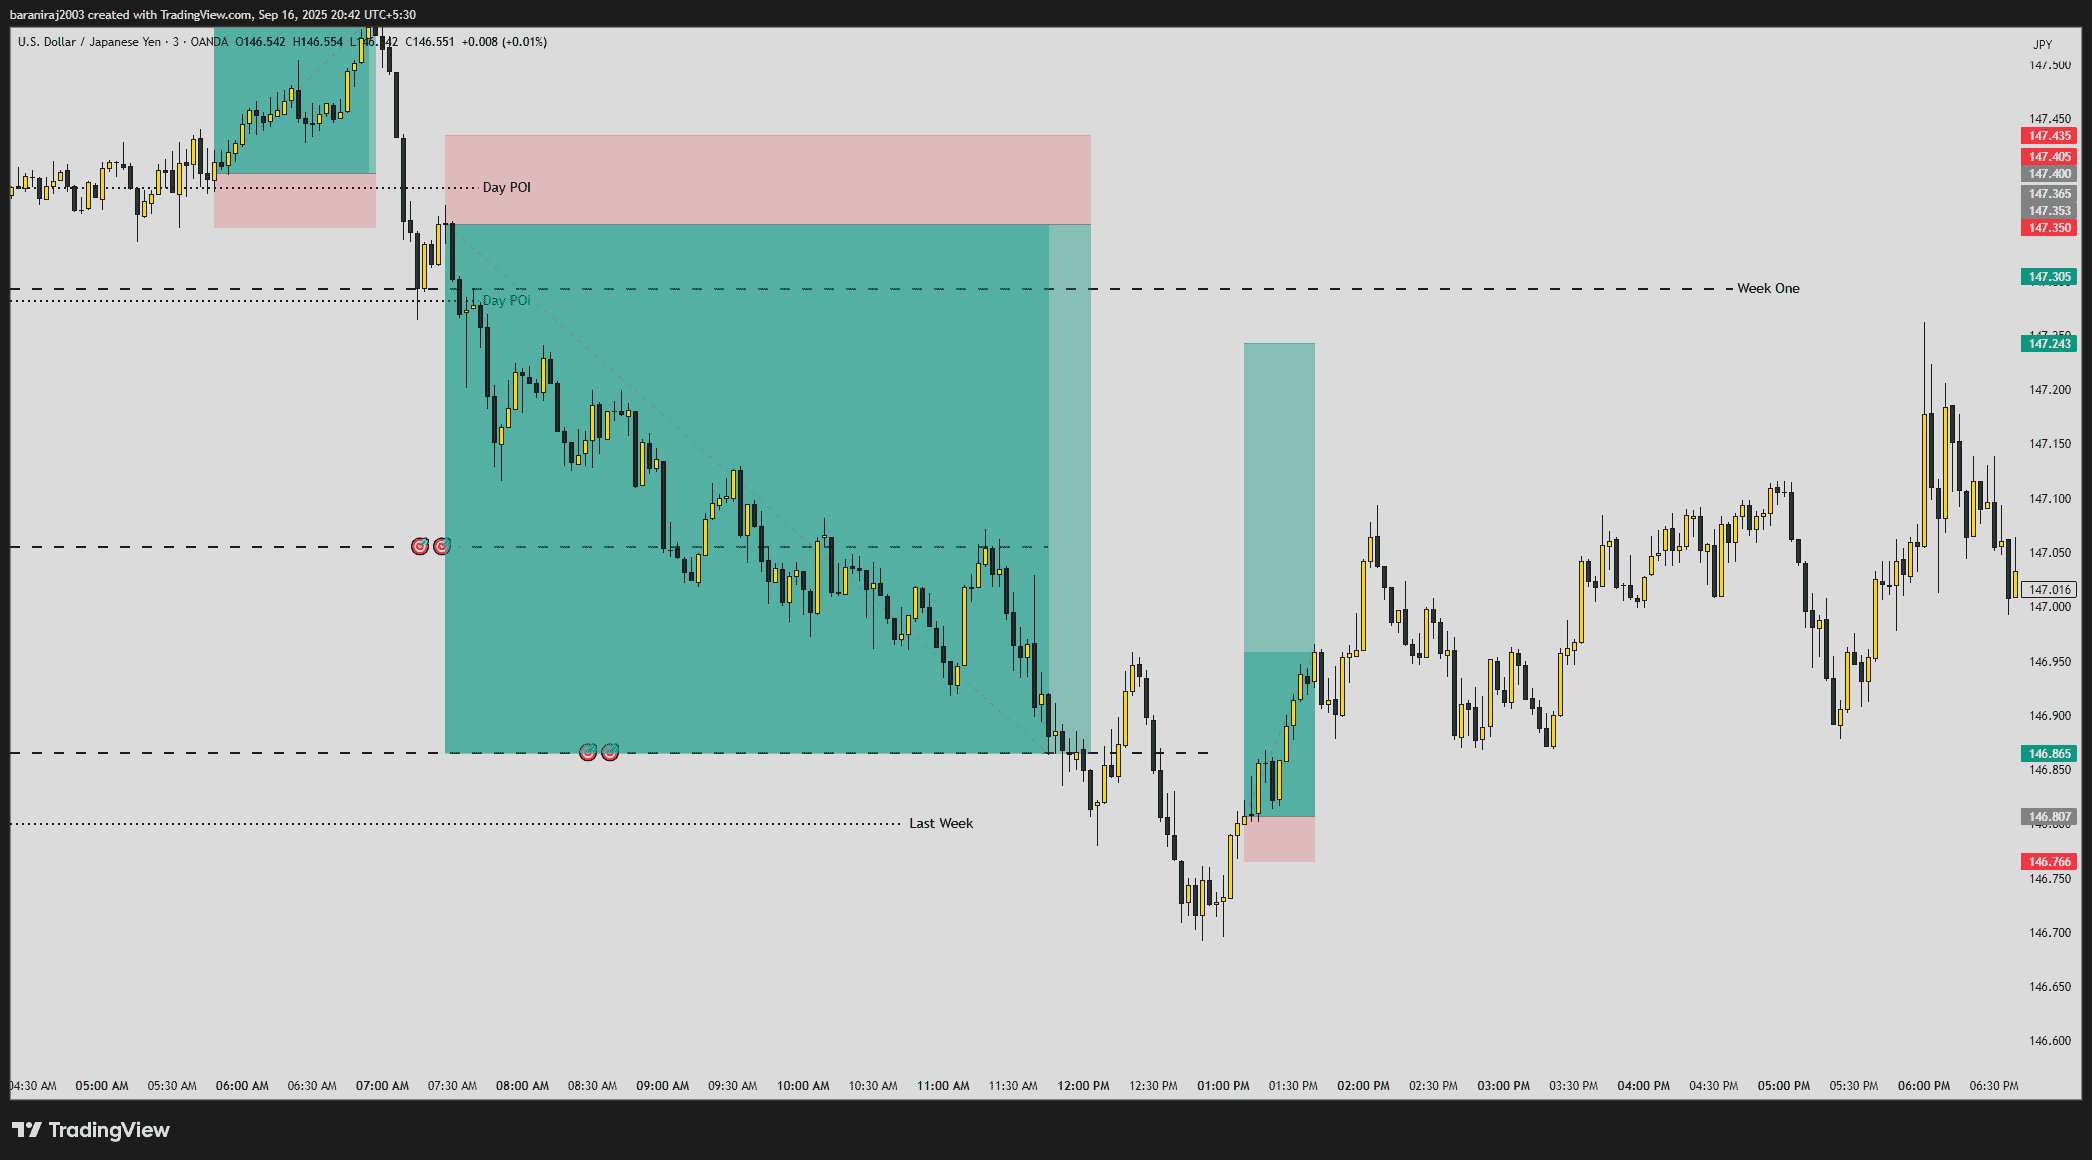 baraniraj2003 created with TradingView.com, Sep 16, 2025 20:42 UTC+5:30
U.S. Dollar / Japanese Yen · 3 · OANDA O146.542 H146.554 L146.542 C146.551 +0.008 (+0.01%)
JPY
147.500
147.450
147.435
147.405
147.400
Day POI
147.365
147.353
147.350
147.305
Week One
Day POI
147.243
147.200
147.150
147.100
147.050
147.016
147.000
146.950
146.900
146.865
146.850
146.807
Last Week
146.766
146.750
146.700
146.650
146.600
04:30 AM 05:00 AM 05:30 AM 06:00 AM 06:30 AM 07:00 AM 07:30 AM 08:00 AM 08:30 AM 09:00 AM 09:30 AM 10:00 AM 10:30 AM 11:00 AM 11:30 AM 12:00 PM 12:30 PM 01:00 PM 01:30 PM 02:00 PM 02:30 PM 03:00 PM 03:30 PM 04:00 PM 04:30 PM 05:00 PM 05:30 PM 06:00 PM 06:30 PM
TradingView